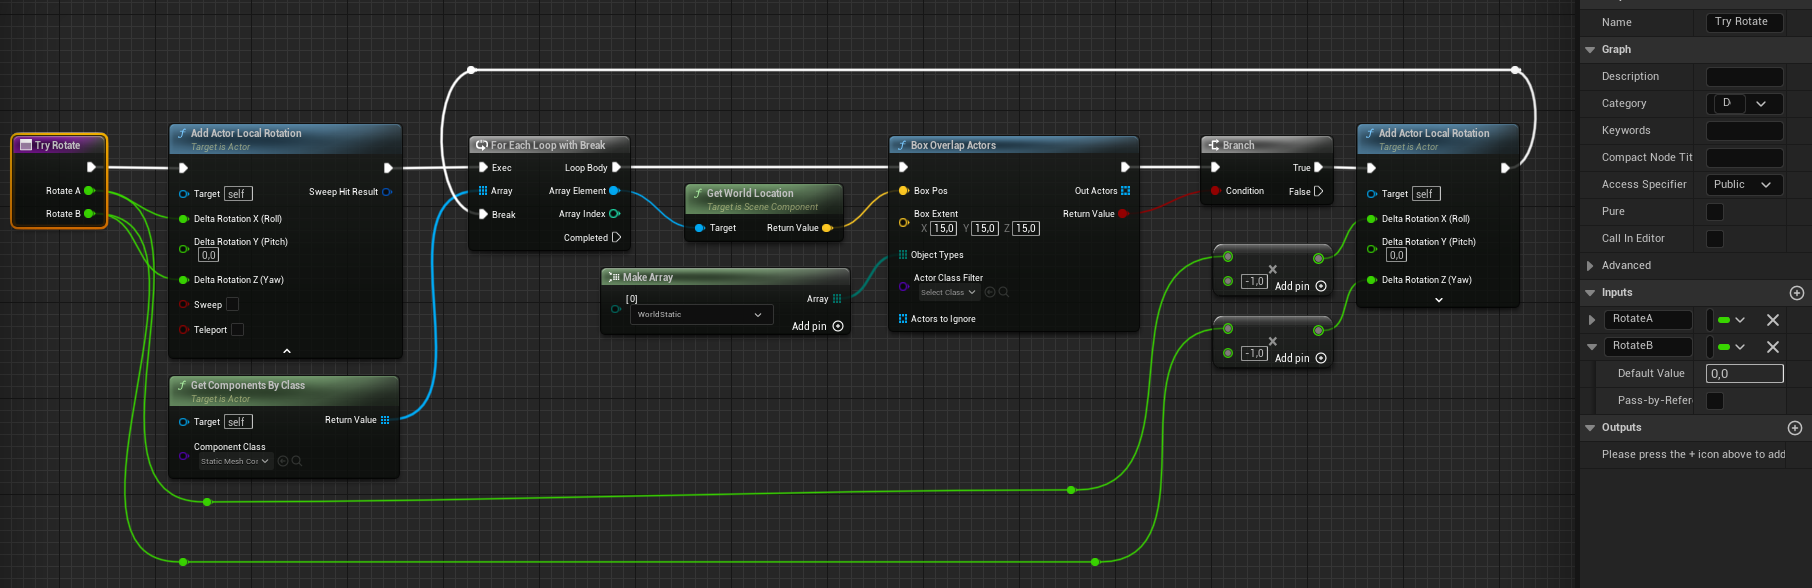 Try Rotate
Rotate A
Rotate B
Add Actor Local Rotation
Target is Actor
Target self
Sweep Hit Result
Delta Rotation X (Roll)
Delta Rotation Y (Pitch)
0,0
Delta Rotation Z (Yaw)
Sweep
Teleport
Get Components By Class
Target is Actor
Target self
Return Value
Component Class
Static Mesh Co
For Each Loop with Break
Exec
Loop Body
Array
Array Element
Break
Array Index
Completed
Get World Location
Target is Scene Component
Target
Return Value
Make Array
[0]
WorldStatic
Array
Add pin
Box Overlap Actors
Box Pos
Out Actors
Box Extent
Return Value
X 15,0 Y 15,0 Z 15,0
Object Types
Actor Class Filter
Select Class
Actors to Ignore
Branch
True
Condition
False
-1,0
Add pin
-1,0
Add pin
Add Actor Local Rotation
Target is Actor
Target self
Delta Rotation X (Roll)
Delta Rotation Y (Pitch)
0,0
Delta Rotation Z (Yaw)
Name Try Rotate
Graph
Description
Category D
Keywords
Compact Node Tit
Access Specifier Public
Pure
Call In Editor
Advanced
Inputs
RotateA
RotateB
Default Value 0,0
Pass-by-Refer
Outputs
Please press the + icon above to add